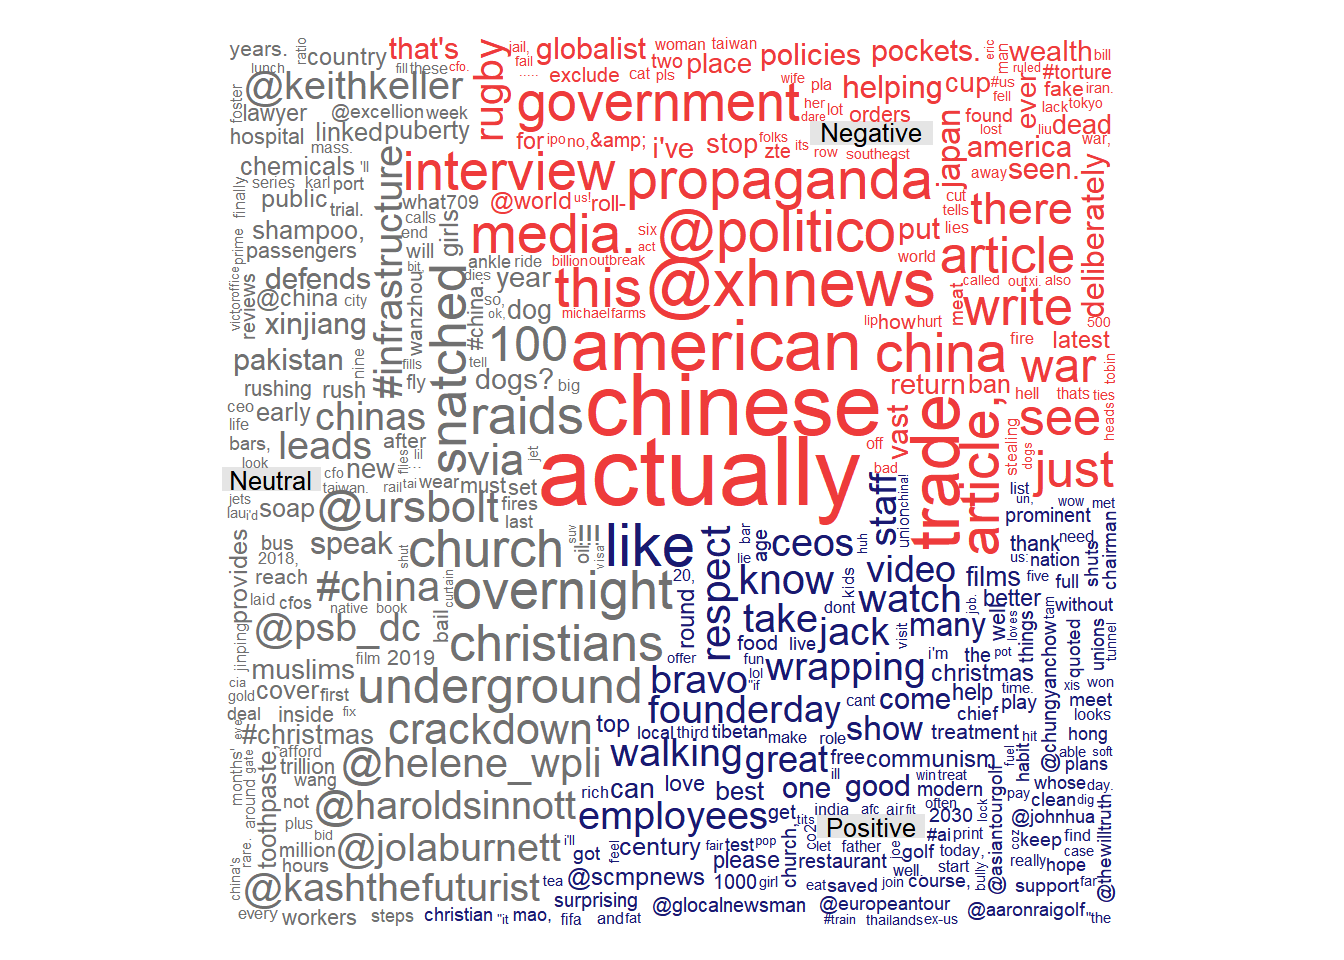 years. lunch ratio country that's rugby jail, globalist woman taiwan policies pockets. eric man wealth bill
fill these cfo. fail two place ruled
@keithkeller ..... exclude cat pls wife pla helping cup #us #torture
foster lawyer @excellion week government her dare lot orders fell ever fake iran.
hospital linked puberty for ipo no, &amp; i've stop folks zte its Negative found lack tokyo
mass. row southeast japan lost liu dead war,
chemicals 'll interview propaganda america
finally series karl port #infrastructure away seen.
public trial. what709 @world us! roll- cut tells there
shampoo, calls end girls media. six act @politico put lies deliberately
prime passengers will world article
victoroffice defends bit. ankle ride billion outbreak
reviews @china city wanzhou snatched dies year this @xhnews called outxi. also
xinjiang #china. so, ok, dog michael farms meat write 500
lip how hurt
pakistan nine 100 american china fire latest
tell war tobin
rushing rush fills fly dogs? big return ban hell thats ties
ceo life early chinas raids chinese vast trade article, see heads
bars, leads after files lil off stealing
look via jet bad dogs just
Neutral cfo new ... actually
taiwan. rail tai wear must set staff list un, wow met
jets lau i'd soap @ursbolt fires last unionchina! prominent
provides bus speak shut church suv !!! oil visa like respect lie bar age ceos huh thank need shuts chairman
2018, video us. nation
reach #china curtain overnight 20, know kids films five full
laid cfos job. better
native book bail round take dont watch loves tam without
@psb_dc christians jack visit many well things
jinping film 2019 offer food live i'm the pot @chungyanchow quoted unions tunnel
muslims fun wrapping christmas
cia gold cover first underground bravo lol "if come help play time. xis won
deal inside fix founderday cant chief meet
eve looks
#christmas crackdown top local third tibetan make role show treatment hit hong
months' afford able soft
toothpaste. trillion walking great free communism fuel habit plans
around gate wang @helene_wpli ill win treat
rich can love best one good modern pay whose day.
rare. not @haroldsinnott employees get india afc air fit often lock clean dig
plus tits 2030 @johnhua
bid i'll co2 Positive #ai print coz keep find
million @jolaburnett feel century fair test pop let father joe golf today, @asiantourgolf case @thewilltruth
hours got please church, restaurant well. start bully really hope
china's @kashthefuturist tea @scmpnews 1000 girl eat saved join course, support far
surprising
every workers steps christian "it mao, fifa and fat @glocalnewsman @europeantour @aaronraigolf "the
#train thailands ex-us